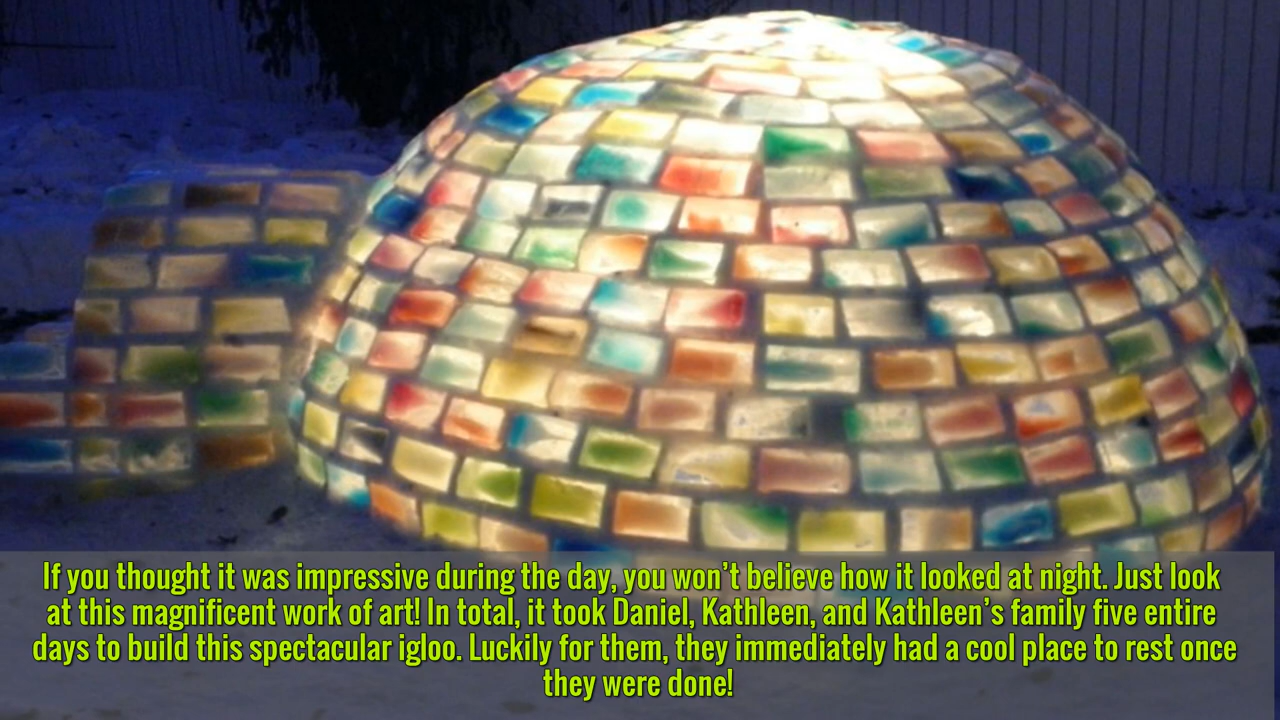 If you thought it was impressive during the day, you won’t believe how it looked at night. Just look
at this magnificent work of art! In total, it took Daniel, Kathleen, and Kathleen’s family five entire
days to build this spectacular igloo. Luckily for them, they immediately had a cool place to rest once
they were done!